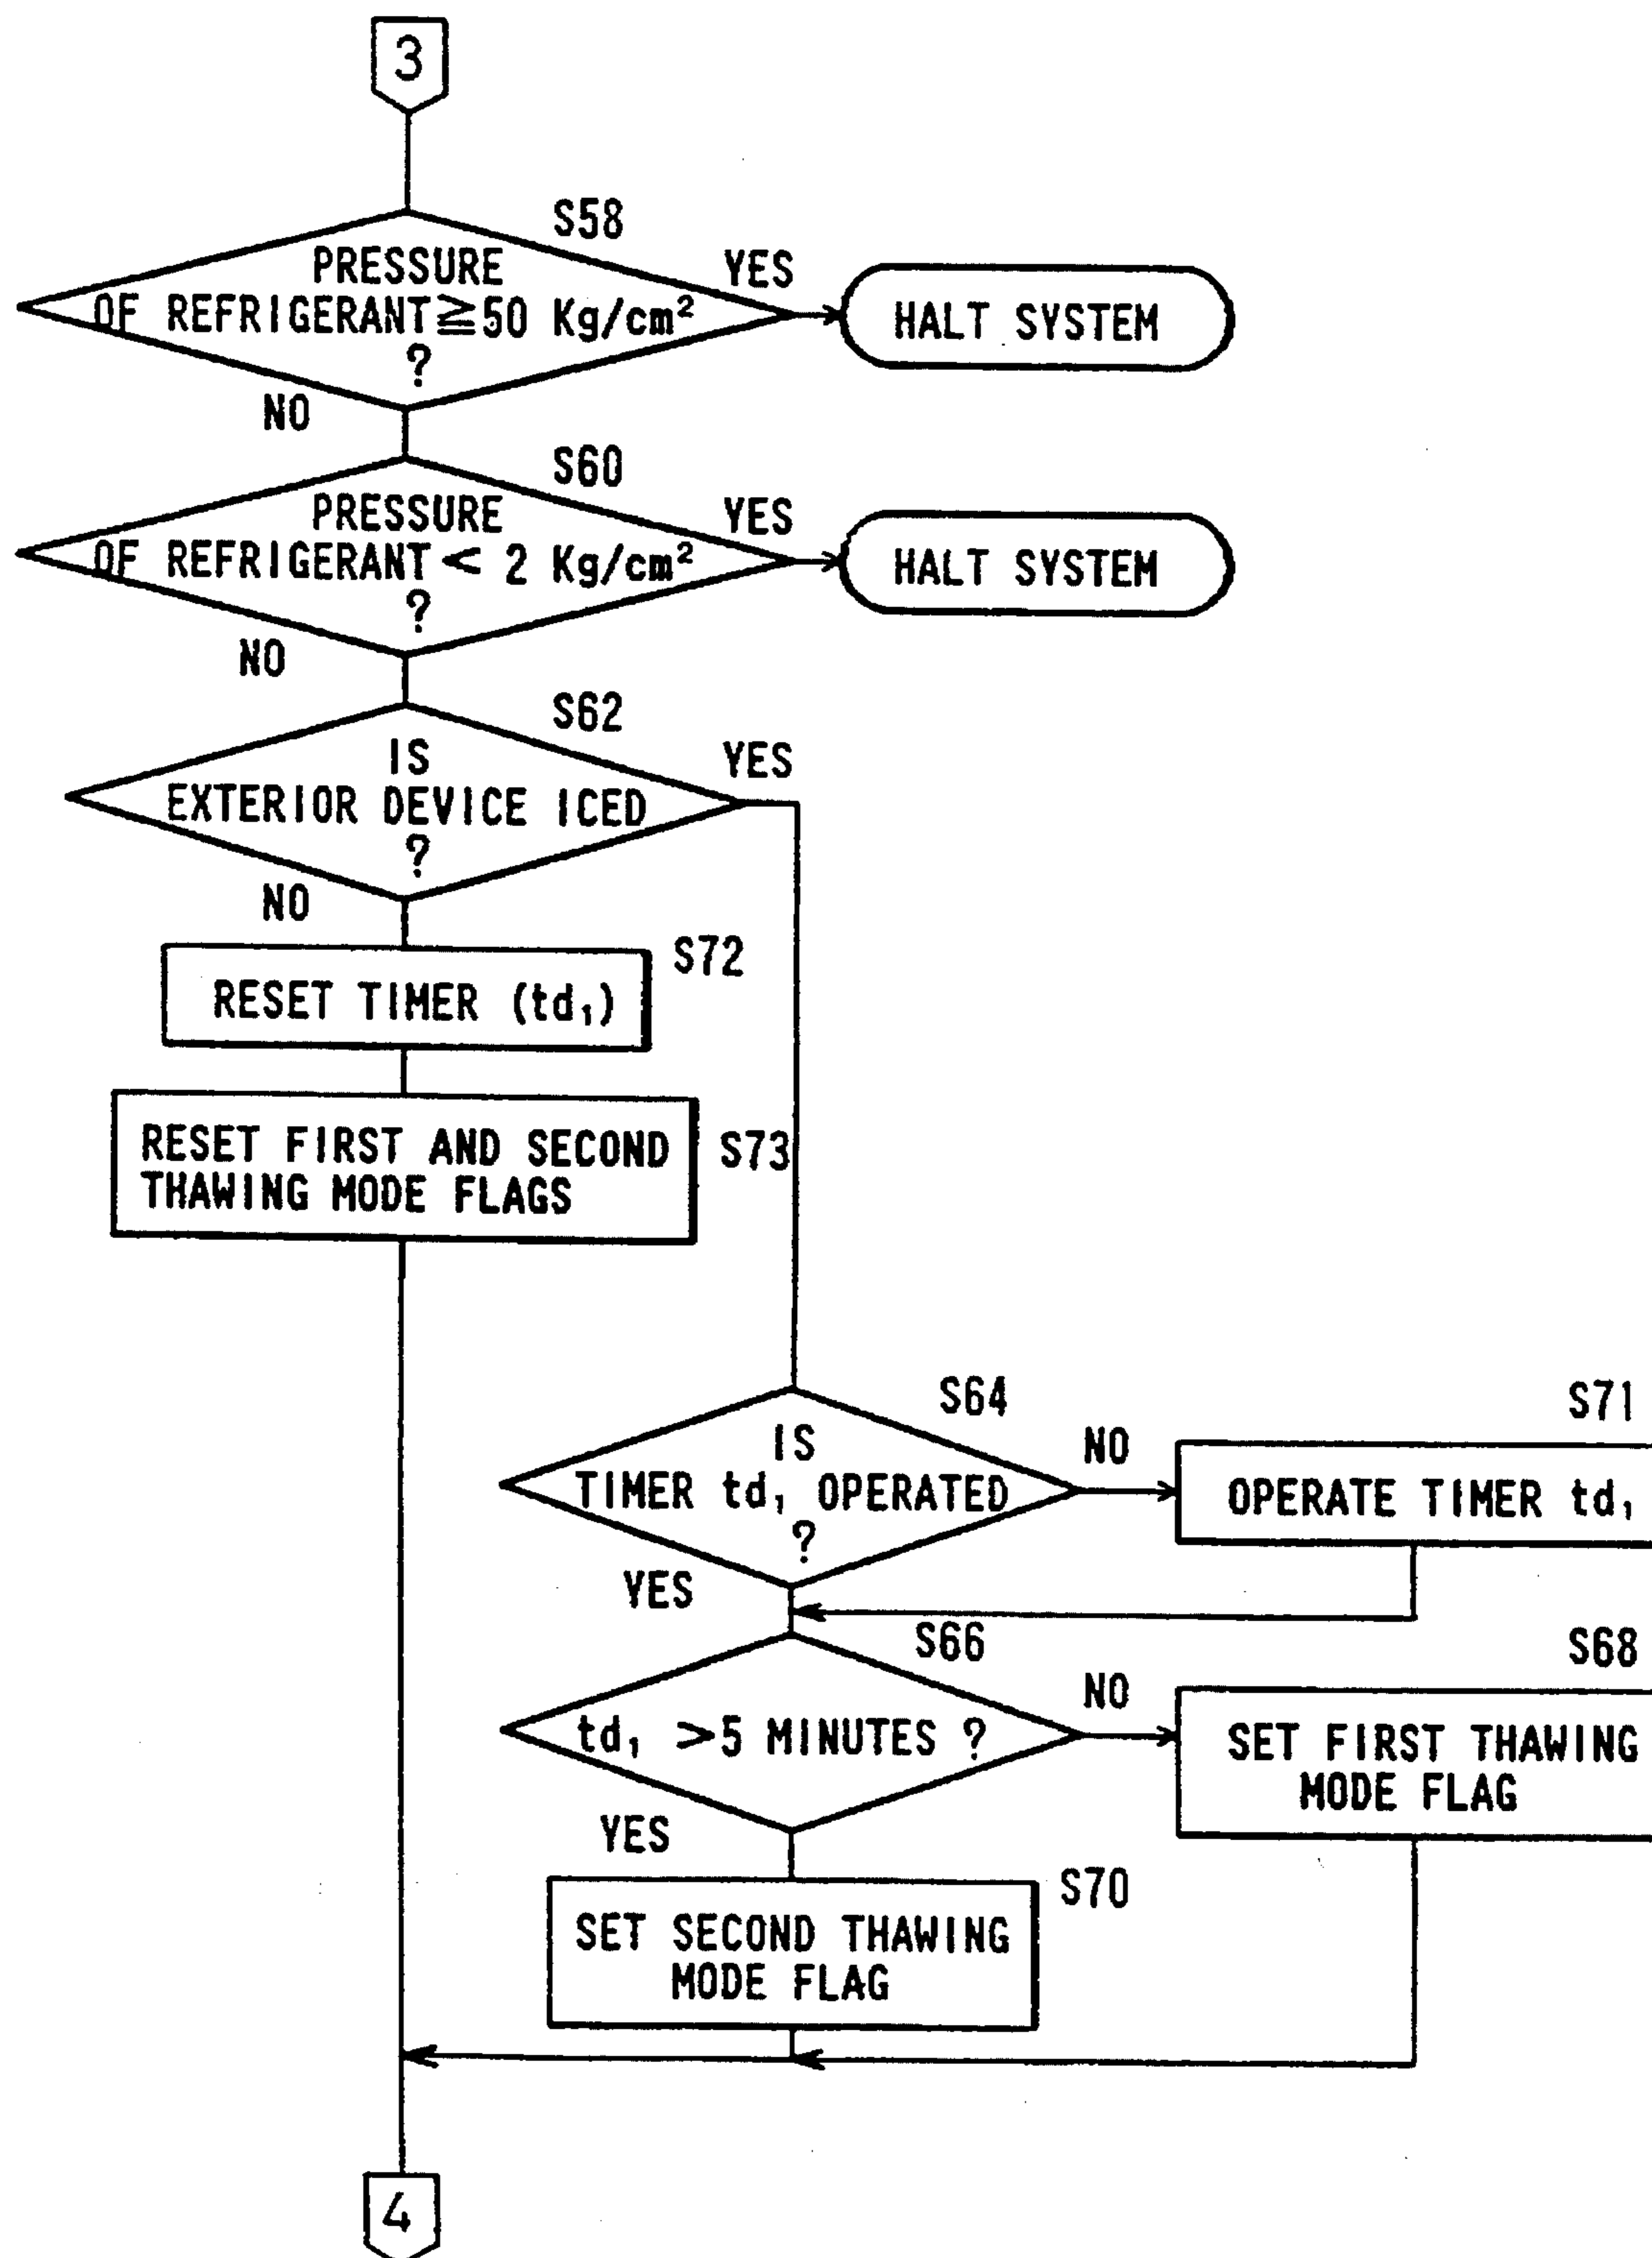 3
S58
PRESSURE
OF REFRIGERANT≧50 Kg/cm²
?
YES
HALT SYSTEM
NO
S60
PRESSURE
OF REFRIGERANT < 2 Kg/cm²
?
YES
HALT SYSTEM
NO
S62
IS
EXTERIOR DEVICE ICED
?
YES
NO
S72
RESET TIMER (td₁)
S73
RESET FIRST AND SECOND
THAWING MODE FLAGS
S64
IS
TIMER td₁ OPERATED
?
NO
S71
OPERATE TIMER td₁
YES
S66
td₁ >5 MINUTES ?
NO
S68
SET FIRST THAWING
MODE FLAG
YES
S70
SET SECOND THAWING
MODE FLAG
4